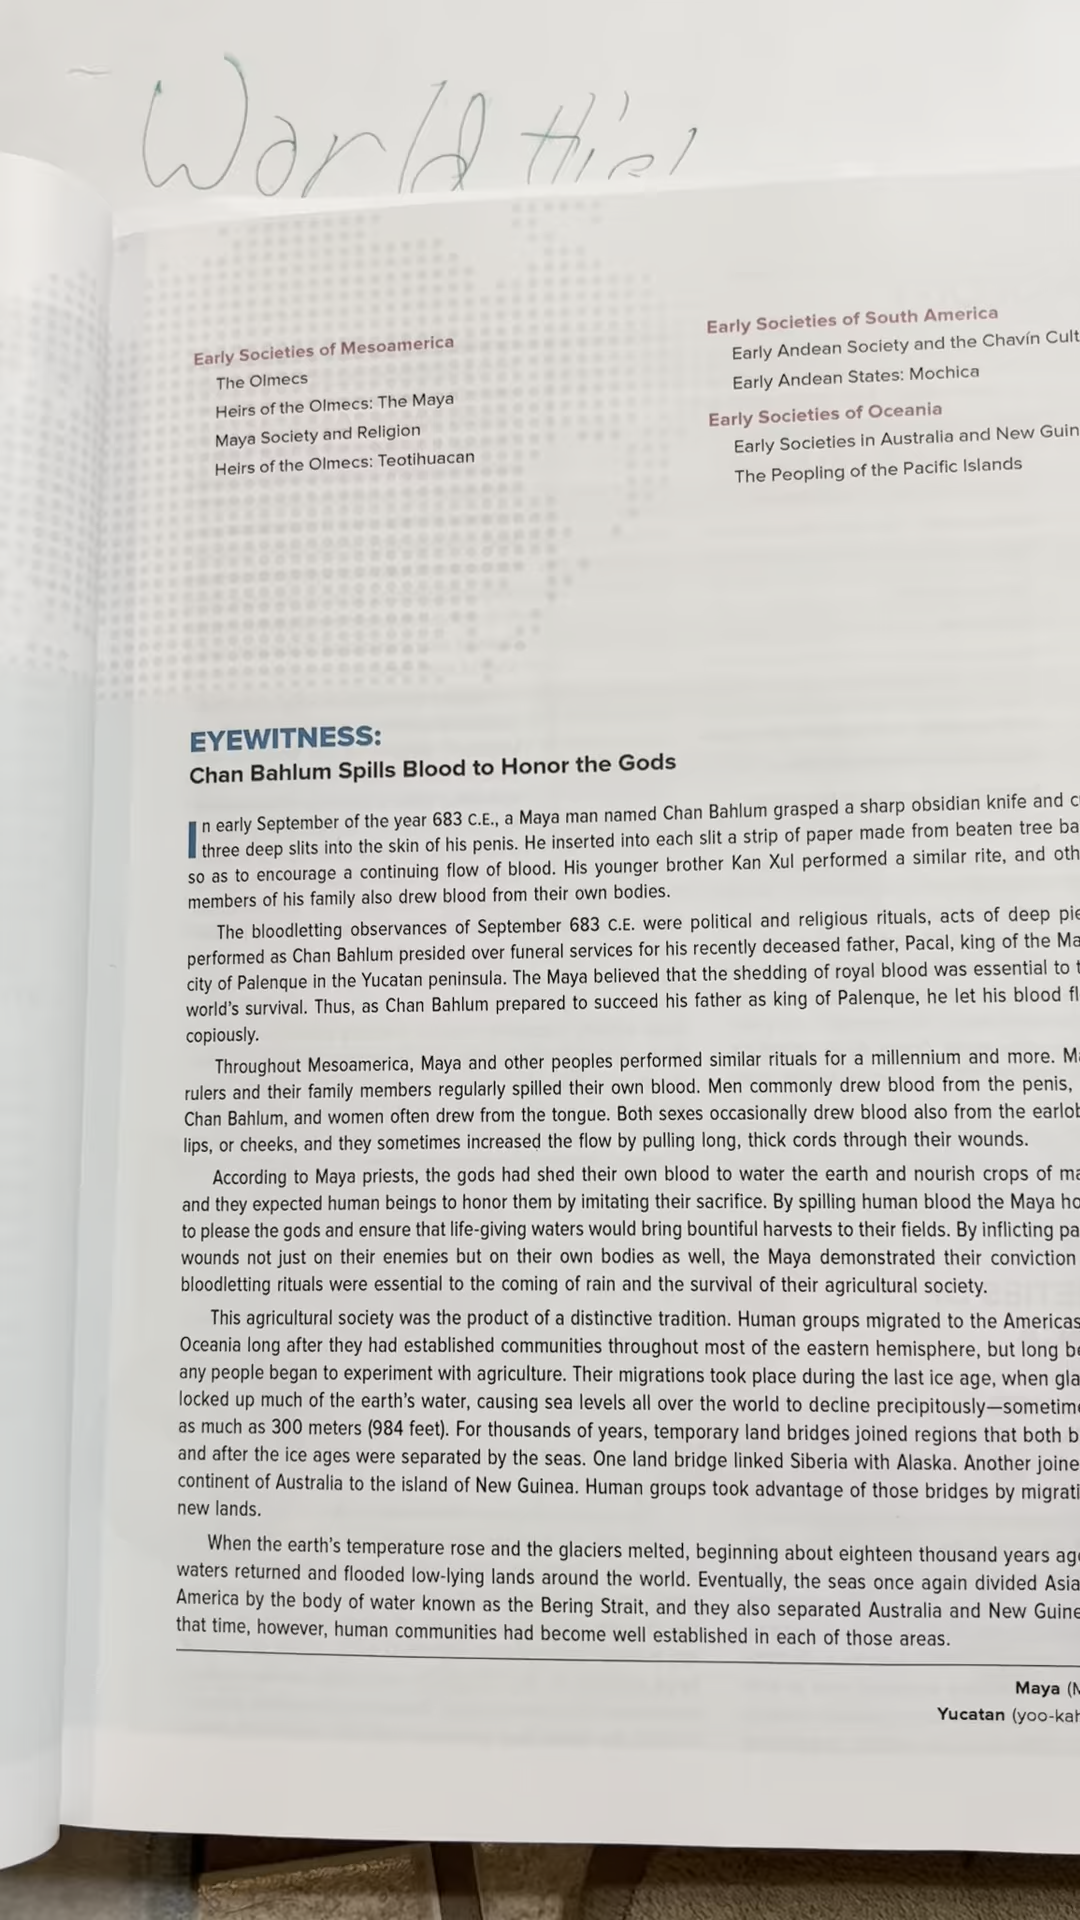 World
Early Societies of Mesoamerica
The Olmecs
Heirs of the Olmecs: The Maya
Maya Society and Religion
Heirs of the Olmecs: Teotihuacan
Early Societies of South America
Early Andean Society and the Chavín Cult
Early Andean States: Mochica
Early Societies of Oceania
Early Societies in Australia and New Guin
The Peopling of the Pacific Islands
EYEWITNESS:
Chan Bahlum Spills Blood to Honor the Gods
In early September of the year 683 C.E., a Maya man named Chan Bahlum grasped a sharp obsidian knife and c
three deep slits into the skin of his penis. He inserted into each slit a strip of paper made from beaten tree ba
so as to encourage a continuing flow of blood. His younger brother Kan Xul performed a similar rite, and oth
members of his family also drew blood from their own bodies.
The bloodletting observances of September 683 C.E. were political and religious rituals, acts of deep pie
performed as Chan Bahlum presided over funeral services for his recently deceased father, Pacal, king of the Ma
city of Palenque in the Yucatan peninsula. The Maya believed that the shedding of royal blood was essential to t
world's survival. Thus, as Chan Bahlum prepared to succeed his father as king of Palenque, he let his blood fl
copiously.
Throughout Mesoamerica, Maya and other peoples performed similar rituals for a millennium and more. Ma
rulers and their family members regularly spilled their own blood. Men commonly drew blood from the penis,
Chan Bahlum, and women often drew from the tongue. Both sexes occasionally drew blood also from the earlob
lips, or cheeks, and they sometimes increased the flow by pulling long, thick cords through their wounds.
According to Maya priests, the gods had shed their own blood to water the earth and nourish crops of ma
and they expected human beings to honor them by imitating their sacrifice. By spilling human blood the Maya ho
to please the gods and ensure that life-giving waters would bring bountiful harvests to their fields. By inflicting pa
wounds not just on their enemies but on their own bodies as well, the Maya demonstrated their conviction
bloodletting rituals were essential to the coming of rain and the survival of their agricultural society.
This agricultural society was the product of a distinctive tradition. Human groups migrated to the Americas
Oceania long after they had established communities throughout most of the eastern hemisphere, but long be
any people began to experiment with agriculture. Their migrations took place during the last ice age, when gla
locked up much of the earth's water, causing sea levels all over the world to decline precipitously—sometim
as much as 300 meters (984 feet). For thousands of years, temporary land bridges joined regions that both b
and after the ice ages were separated by the seas. One land bridge linked Siberia with Alaska. Another joine
continent of Australia to the island of New Guinea. Human groups took advantage of those bridges by migrati
new lands.
When the earth's temperature rose and the glaciers melted, beginning about eighteen thousand years ag
waters returned and flooded low-lying lands around the world. Eventually, the seas once again divided Asia
America by the body of water known as the Bering Strait, and they also separated Australia and New Guine
that time, however, human communities had become well established in each of those areas.
Maya (M
Yucatan (yoo-kah